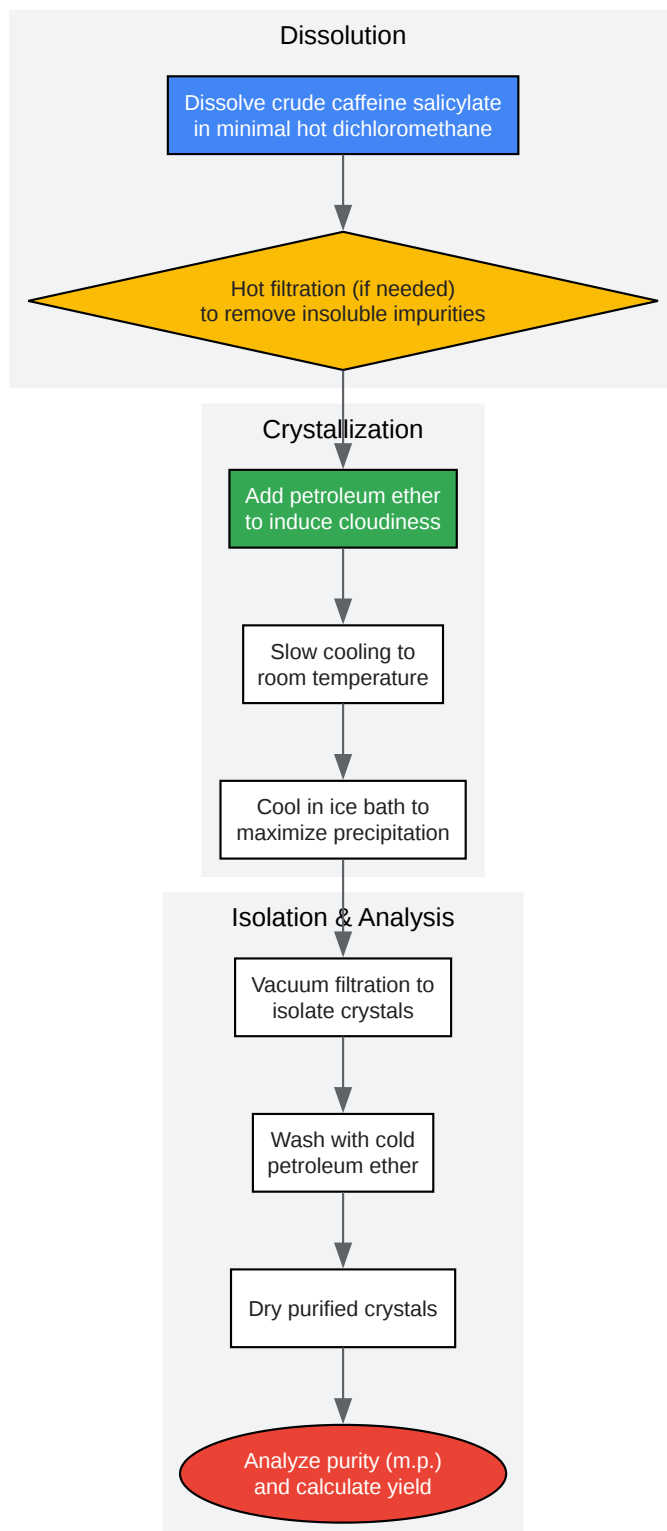 Dissolution
Dissolve crude caffeine salicylate
in minimal hot dichloromethane
Hot filtration (if needed)
to remove insoluble impurities
Crystallization
Add petroleum ether
to induce cloudiness
Slow cooling to
room temperature
Cool in ice bath to
maximize precipitation
Isolation & Analysis
Vacuum filtration to
isolate crystals
Wash with cold
petroleum ether
Dry purified crystals
Analyze purity (m.p.)
and calculate yield